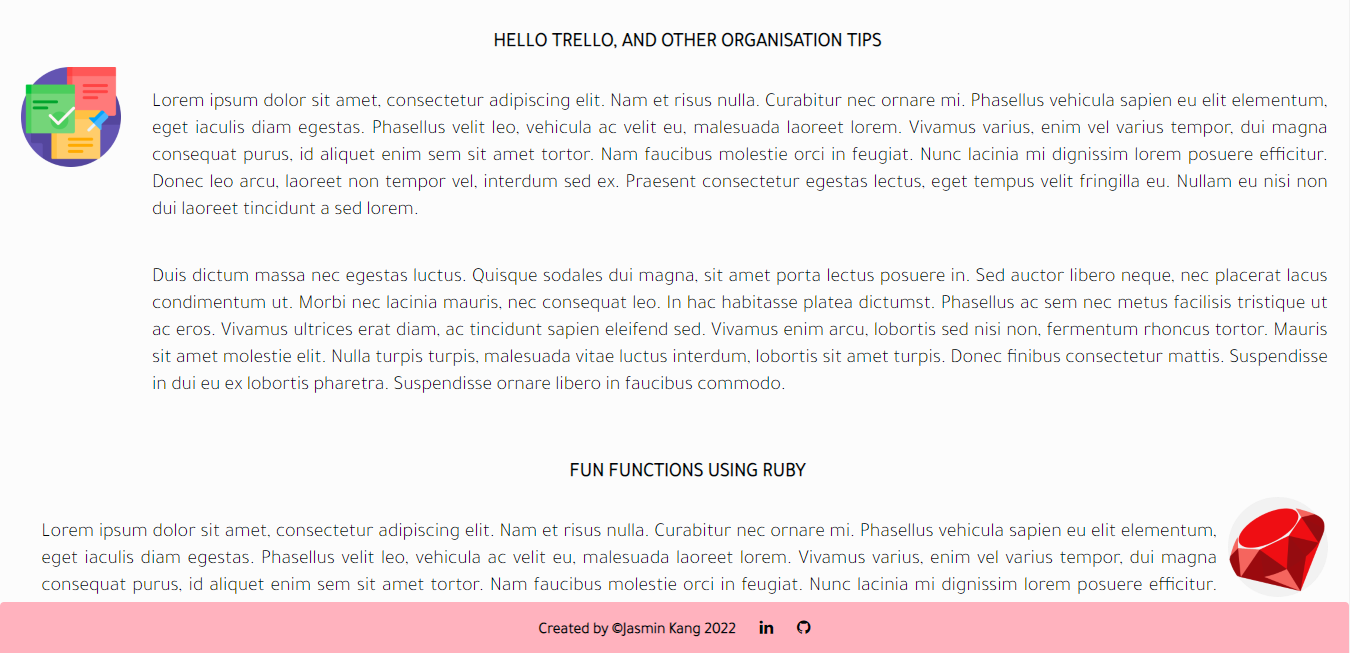 HELLO TRELLO, AND OTHER ORGANISATION TIPS
Lorem ipsum dolor sit amet, consectetur adipiscing elit. Nam et risus nulla. Curabitur nec ornare mi. Phasellus vehicula sapien eu elit elementum,
eget iaculis diam egestas. Phasellus velit leo, vehicula ac velit eu, malesuada laoreet lorem. Vivamus varius, enim vel varius tempor, dui magna
consequat purus, id aliquet enim sem sit amet tortor. Nam faucibus molestie orci in feugiat. Nunc lacinia mi dignissim lorem posuere efficitur.
Donec leo arcu, laoreet non tempor vel, interdum sed ex. Praesent consectetur egestas lectus, eget tempus velit fringilla eu. Nullam eu nisi non
dui laoreet tincidunt a sed lorem.
Duis dictum massa nec egestas luctus. Quisque sodales dui magna, sit amet porta lectus posuere in. Sed auctor libero neque, nec placerat lacus
condimentum ut. Morbi nec lacinia mauris, nec consequat leo. In hac habitasse platea dictumst. Phasellus ac sem nec metus facilisis tristique ut
ac eros. Vivamus ultrices erat diam, ac tincidunt sapien eleifend sed. Vivamus enim arcu, lobortis sed nisi non, fermentum rhoncus tortor. Mauris
sit amet molestie elit. Nulla turpis turpis, malesuada vitae luctus interdum, lobortis sit amet turpis. Donec finibus consectetur mattis. Suspendisse
in dui eu ex lobortis pharetra. Suspendisse ornare libero in faucibus commodo.
FUN FUNCTIONS USING RUBY
Lorem ipsum dolor sit amet, consectetur adipiscing elit. Nam et risus nulla. Curabitur nec ornare mi. Phasellus vehicula sapien eu elit elementum,
eget iaculis diam egestas. Phasellus velit leo, vehicula ac velit eu, malesuada laoreet lorem. Vivamus varius, enim vel varius tempor, dui magna
consequat purus, id aliquet enim sem sit amet tortor. Nam faucibus molestie orci in feugiat. Nunc lacinia mi dignissim lorem posuere efficitur.
Created by ©Jasmin Kang 2022 in